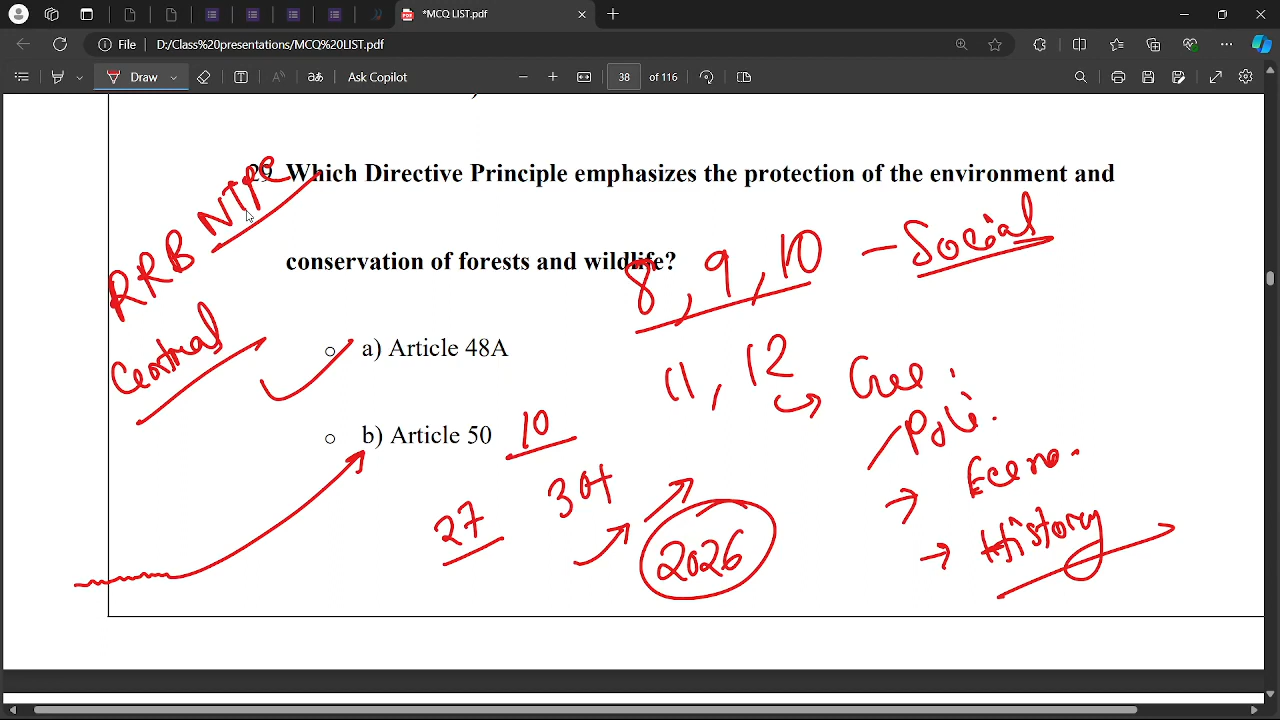 *MCQ LIST.pdf
File D:/Class%20presentations/MCQ%20LIST.pdf
Draw Ask Copilot 38 of 116
29. Which Directive Principle emphasizes the protection of the environment and
conservation of forests and wildlife?
a) Article 48A
b) Article 50
RRB NTPC
Central
8, 9, 10 – Social
11, 12
Poli.
Econo.
History
10
27
30+
2026